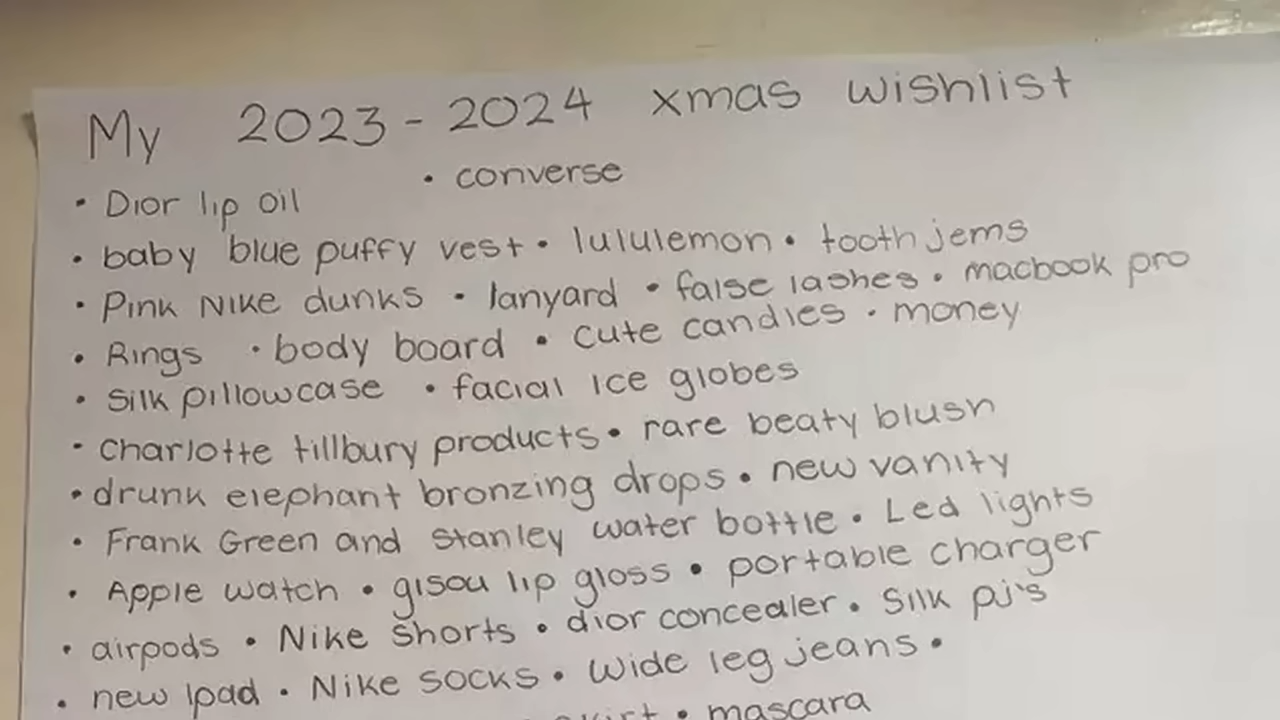 My 2023-2024 xmas wishlist
• Dior lip oil • converse
• baby blue puffy vest • lululemon • tooth jems
• Pink Nike dunks • lanyard • false lashes • macbook pro
• Rings • body board • cute candles • money
• Silk pillowcase • facial ice globes
• Charlotte tillbury products • rare beaty blush
• drunk elephant bronzing drops • new vanity
• Frank Green and Stanley water bottle • Led lights
• Apple watch • gisou lip gloss • portable charger
• airpods • Nike shorts • dior concealer • Silk pj's
• new Ipad • Nike socks • Wide leg jeans •
• mascara